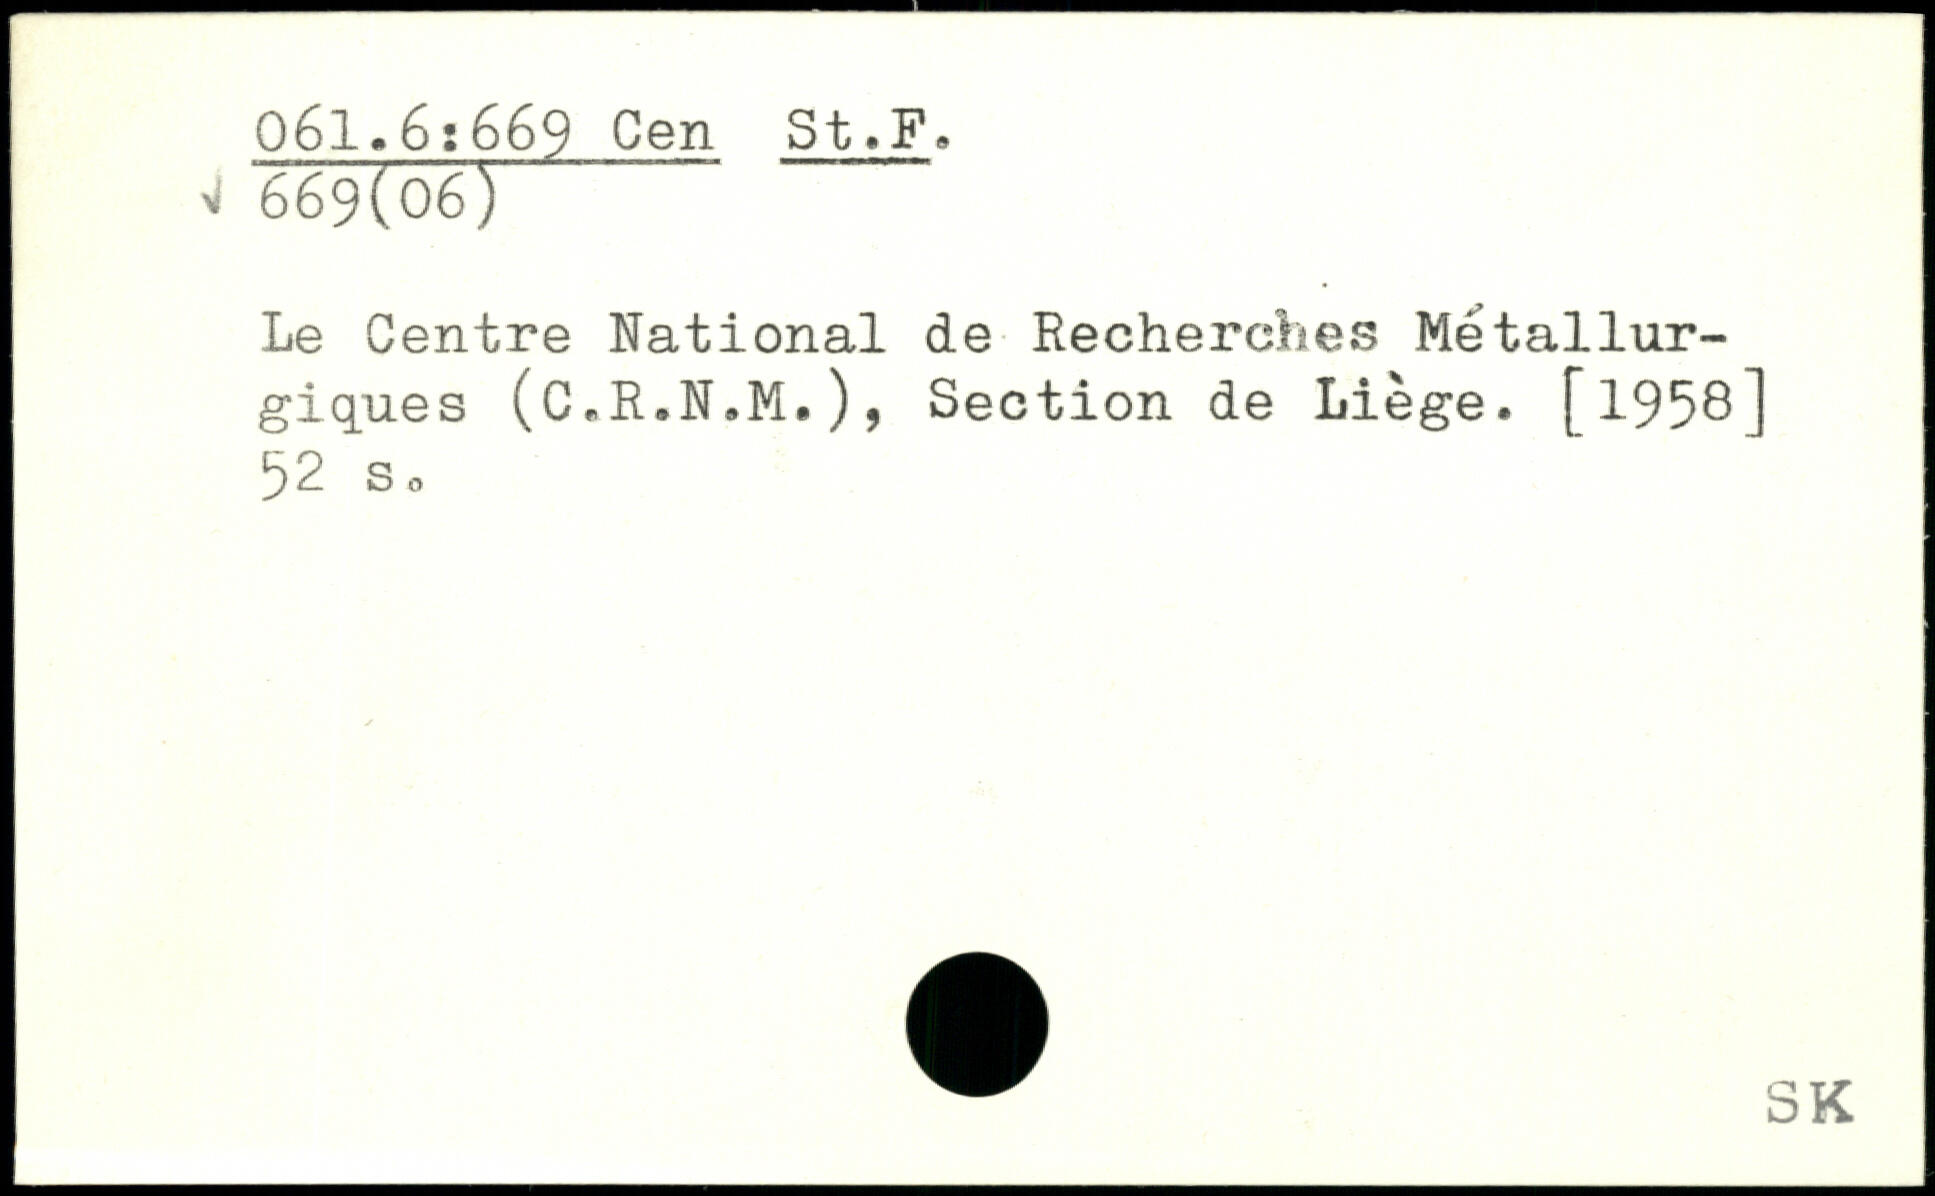 061.6:669 Cen St.F.
669(06)
Le Centre National de Recherches Métallur-
giques (C.R.N.M.), Section de Liège. [1958]
52 s.
SK